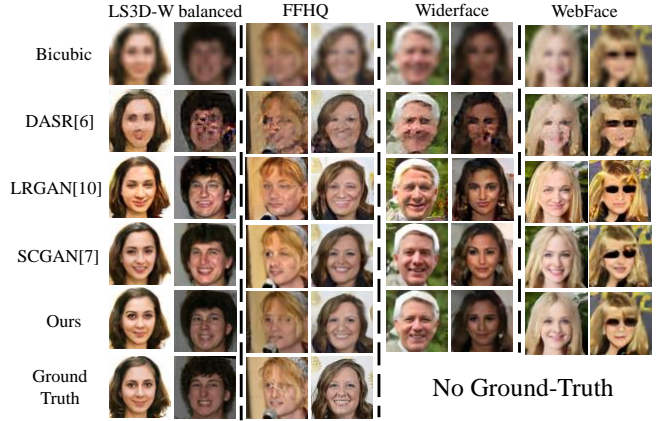 LS3D-W balanced FFHQ Widerface WebFace
Bicubic
DASR[6]
LRGAN[10]
SCGAN[7]
Ours
Ground
Truth
No Ground-Truth